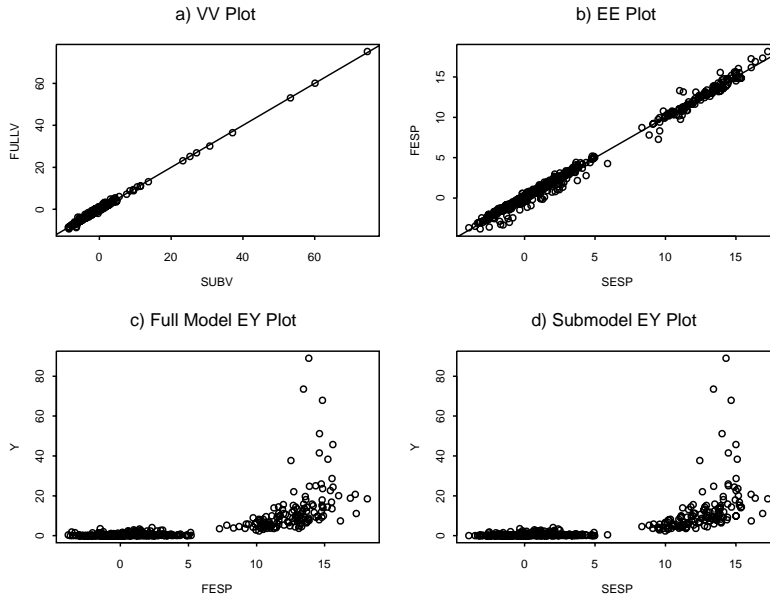 a) VV Plot
FULLV
0 20 40 60
0 20 40 60
SUBV
b) EE Plot
FESP
0 5 10 15
0 5 10 15
SESP
c) Full Model EY Plot
Y
0 20 40 60 80
0 5 10 15
FESP
d) Submodel EY Plot
Y
0 20 40 60 80
0 5 10 15
SESP